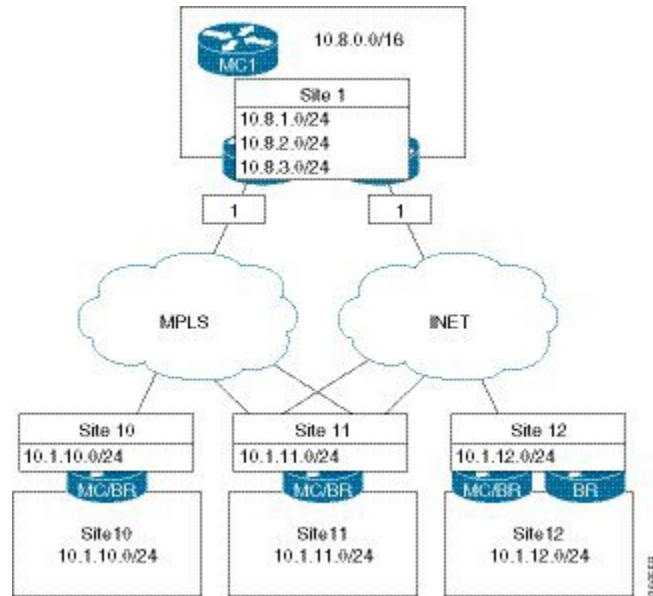 10.8.0.0/16
MC1
Site 1
10.8.1.0/24
10.8.2.0/24
10.8.3.0/24
1
1
MPLS
INET
Site 10
10.1.10.0/24
Site 11
10.1.11.0/24
Site 12
10.1.12.0/24
MC/BR
MC/BR
MC/BR
BR
Site10
10.1.10.0/24
Site11
10.1.11.0/24
Site12
10.1.12.0/24